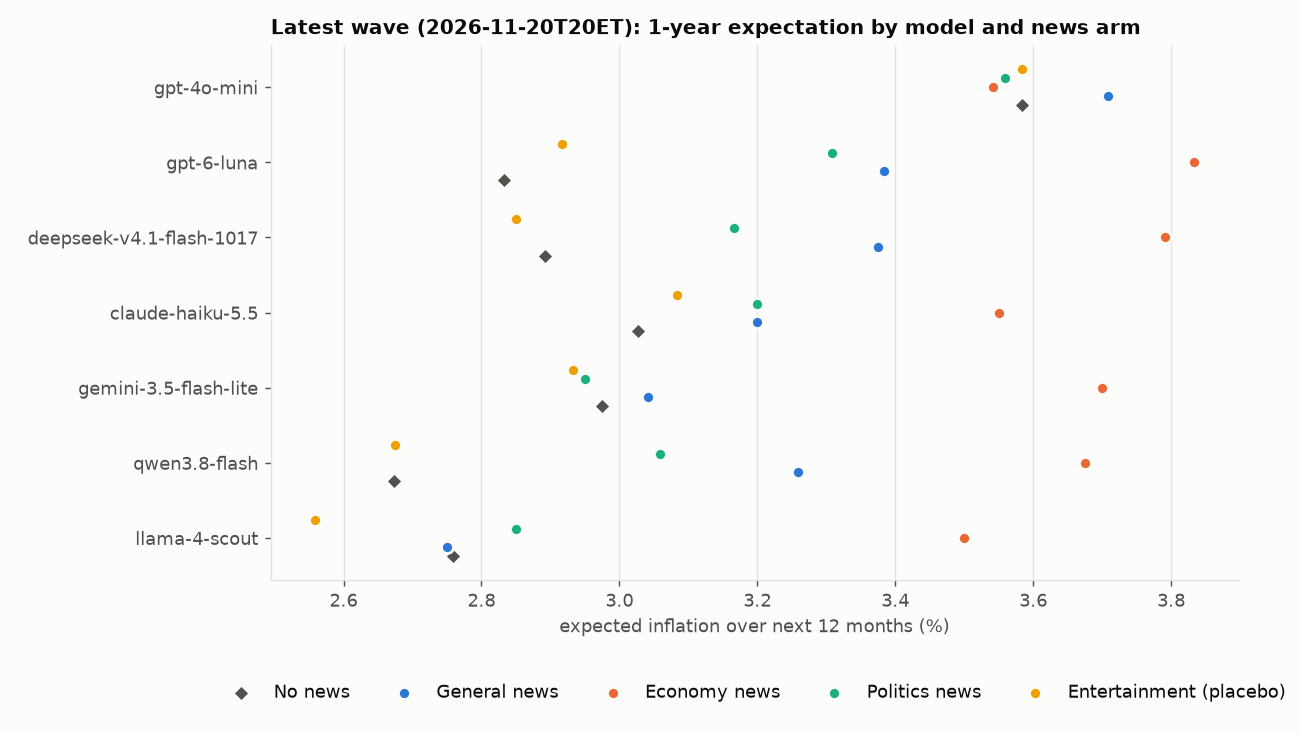 Latest wave (2026-11-20T20ET): 1-year expectation by model and news arm
gpt-4o-mini
gpt-6-luna
deepseek-v4.1-flash-1017
claude-haiku-5.5
gemini-3.5-flash-lite
qwen3.8-flash
llama-4-scout
2.6 2.8 3.0 3.2 3.4 3.6 3.8
expected inflation over next 12 months (%)
No news General news Economy news Politics news Entertainment (placebo)